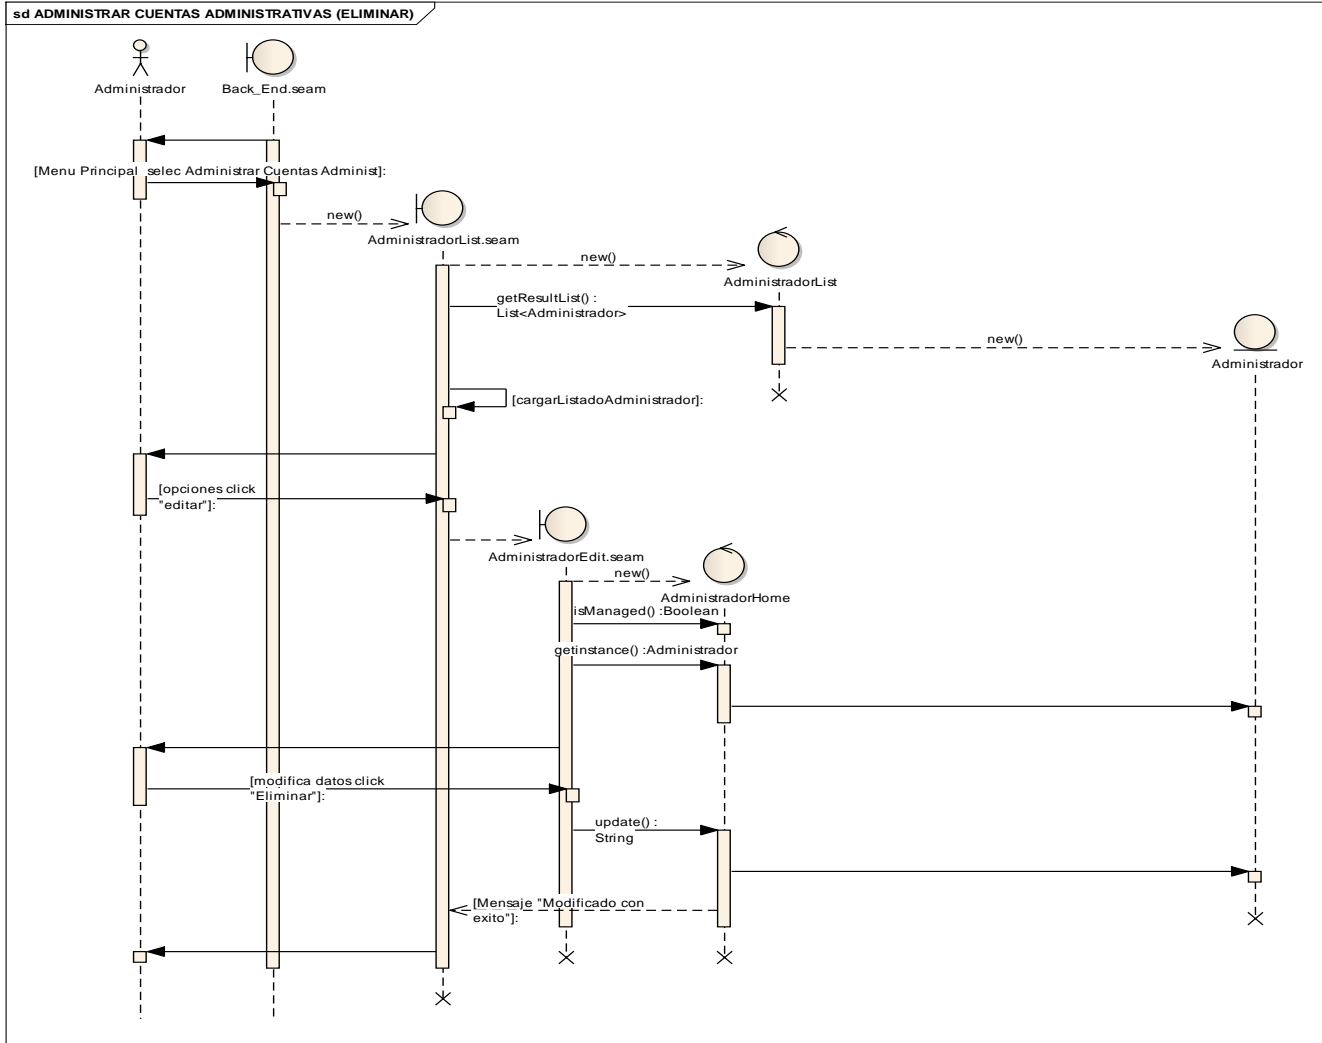 sd ADMINISTRAR CUENTAS ADMINISTRATIVAS (ELIMINAR)
Administrador
Back_End.seam
[Menu Principal selec Administrar Cuentas Administ]:
new()
AdministradorList.seam
new()
AdministradorList
getResultList() :
List<Administrador>
new()
Administrador
[cargarListadoAdministrador]:
[opciones click
"editar"]:
AdministradorEdit.seam
new()
AdministradorHome
isManaged() :Boolean
getinstance() :Administrador
[modifica datos click
"Eliminar"]:
update() :
String
[Mensaje "Modificado con
exito"]: